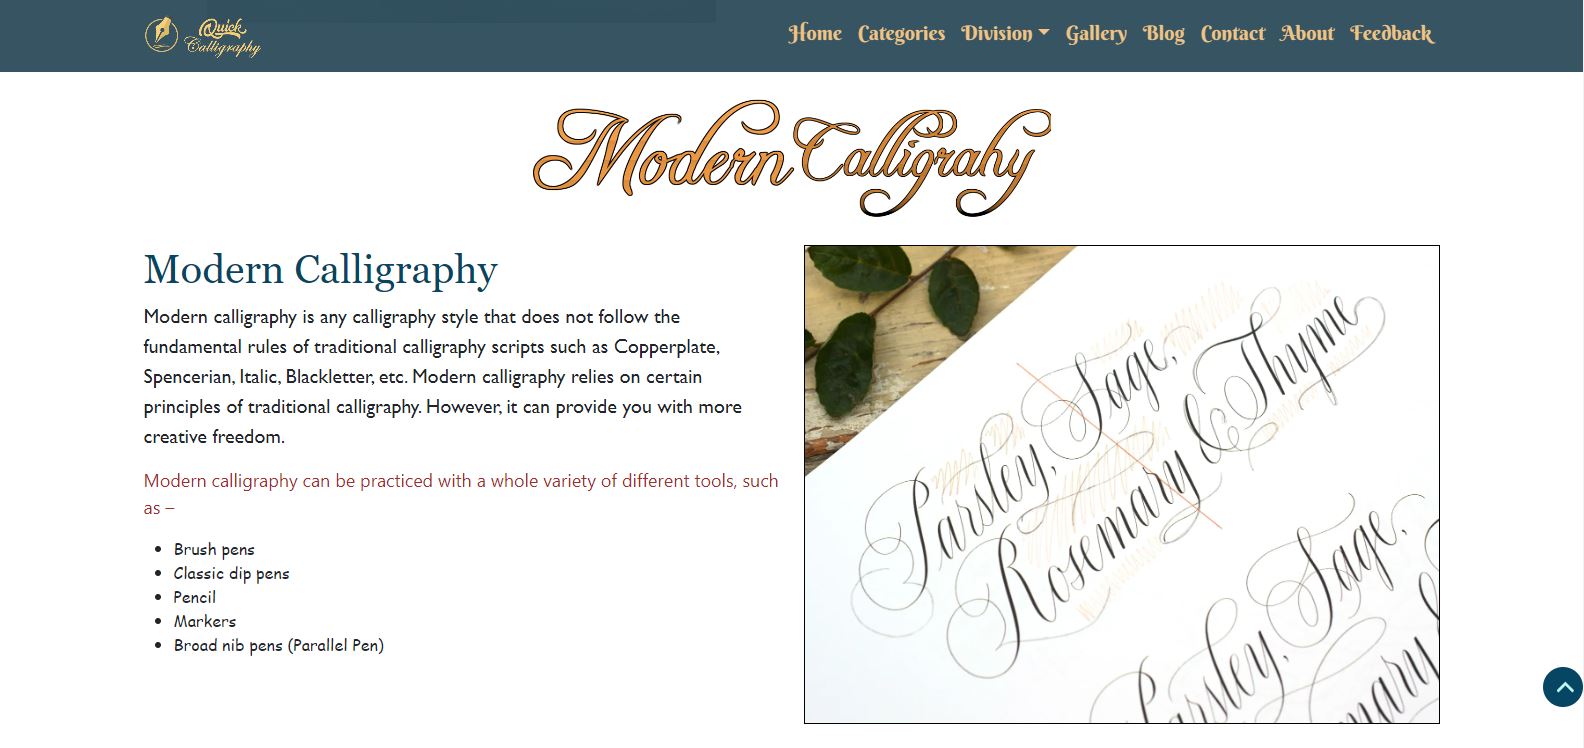 Quick
Calligraphy
Home Categories Division Gallery Blog Contact About Feedback
Modern Calligrahy
Modern Calligraphy
Modern calligraphy is any calligraphy style that does not follow the
fundamental rules of traditional calligraphy scripts such as Copperplate,
Spencerian, Italic, Blackletter, etc. Modern calligraphy relies on certain
principles of traditional calligraphy. However, it can provide you with more
creative freedom.
Modern calligraphy can be practiced with a whole variety of different tools, such
as –
Brush pens
Classic dip pens
Pencil
Markers
Broad nib pens (Parallel Pen)
Parsley, Sage,
Rosemary & Thyme
Parsley, Sage,
mary